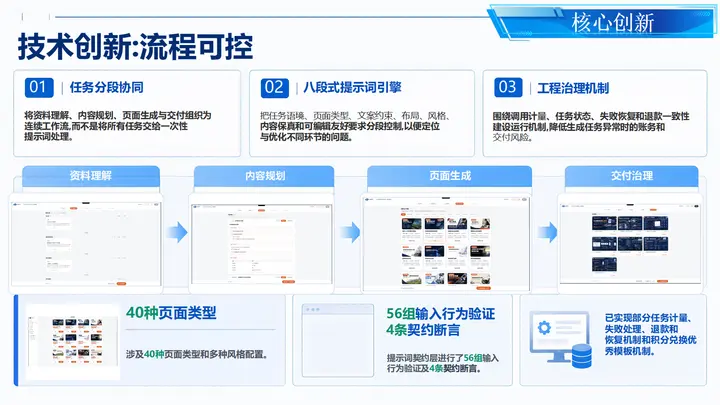 核心创新
技术创新:流程可控
01 任务分段协同
将资料理解、内容规划、页面生成与交付组织为
连续工作流,而不是将所有任务交给一次性
提示词处理。
02 八段式提示词引擎
把任务语境、页面类型、文案约束、布局、风格、
内容保真和可编辑友好要求分段控制,以便定位
与优化不同环节的问题。
03 工程治理机制
围绕调用计量、任务状态、失败恢复和退款一致性
建设运行机制,降低生成任务异常时的账务和
交付风险。
资料理解
内容规划
页面生成
交付治理
40种页面类型
涉及40种页面类型和多种风格配置。
56组输入行为验证
4条契约断言
提示词契约层进行了56组输入
行为验证及4条契约断言。
已实现部分任务计量、
失败处理、退款和
恢复机制和积分兑换优
秀模板机制。